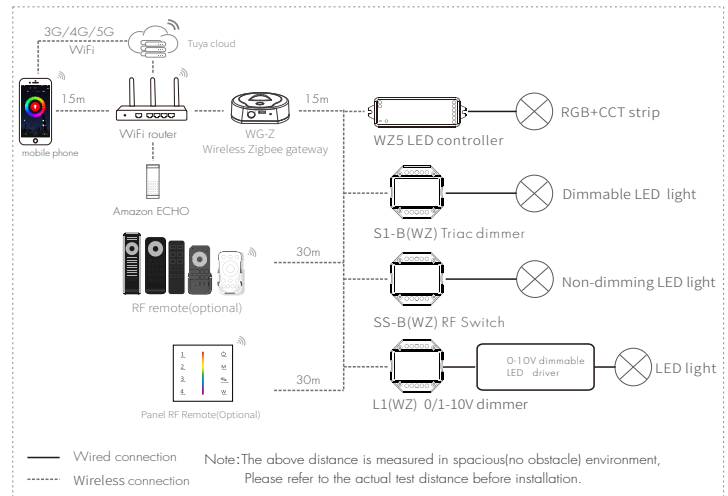 3G/4G/5G
WiFi
Tuya cloud
15m
15m
mobile phone
WiFi router
WG-Z
Wireless Zigbee gateway
WZ5 LED controller
RGB+CCT strip
Amazon ECHO
S1-B(WZ) Triac dimmer
Dimmable LED light
30m
RF remote(optional)
SS-B(WZ) RF Switch
Non-dimming LED light
1
2
M
3
4
W
30m
Panel RF Remote(Optional)
0-10V dimmable
LED driver
LED light
L1(WZ) 0/1-10V dimmer
Wired connection
Wireless connection
Note:The above distance is measured in spacious(no obstacle) environment,
Please refer to the actual test distance before installation.